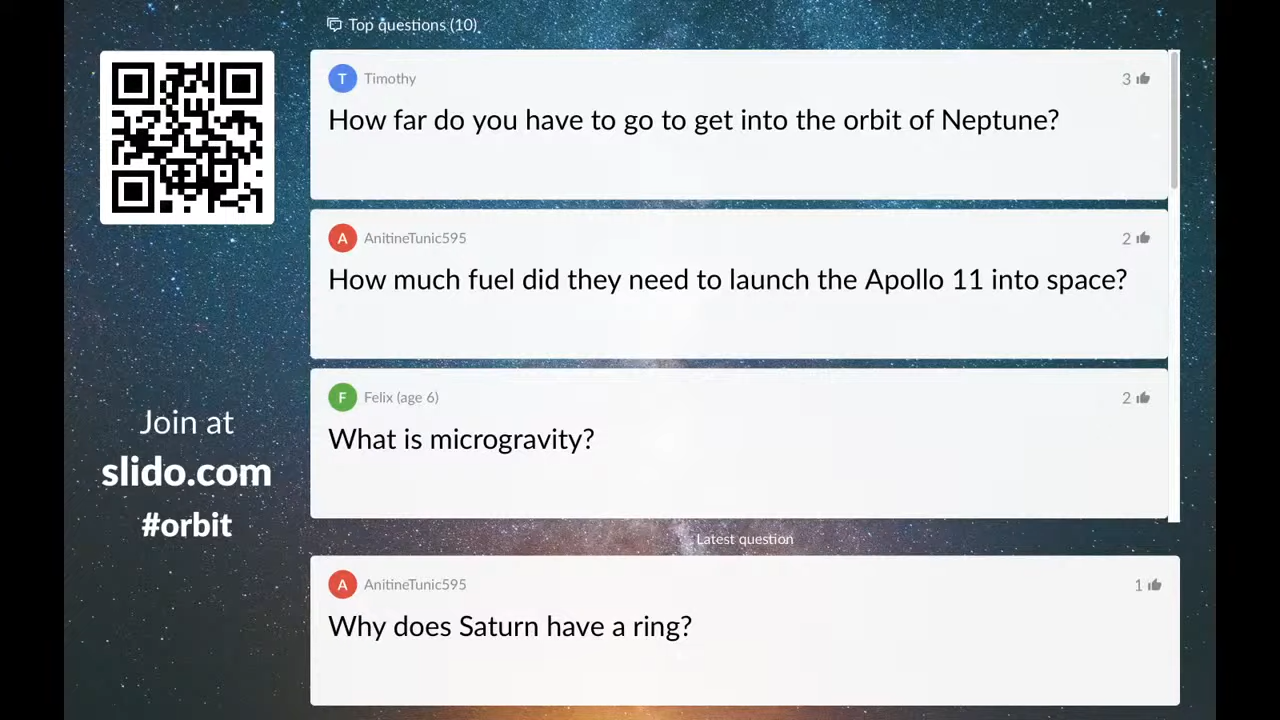 Top questions (10)
T Timothy 3
How far do you have to go to get into the orbit of Neptune?
A AnitineTunic595 2
How much fuel did they need to launch the Apollo 11 into space?
F Felix (age 6) 2
What is microgravity?
Join at
slido.com
#orbit
Latest question
A AnitineTunic595 1
Why does Saturn have a ring?